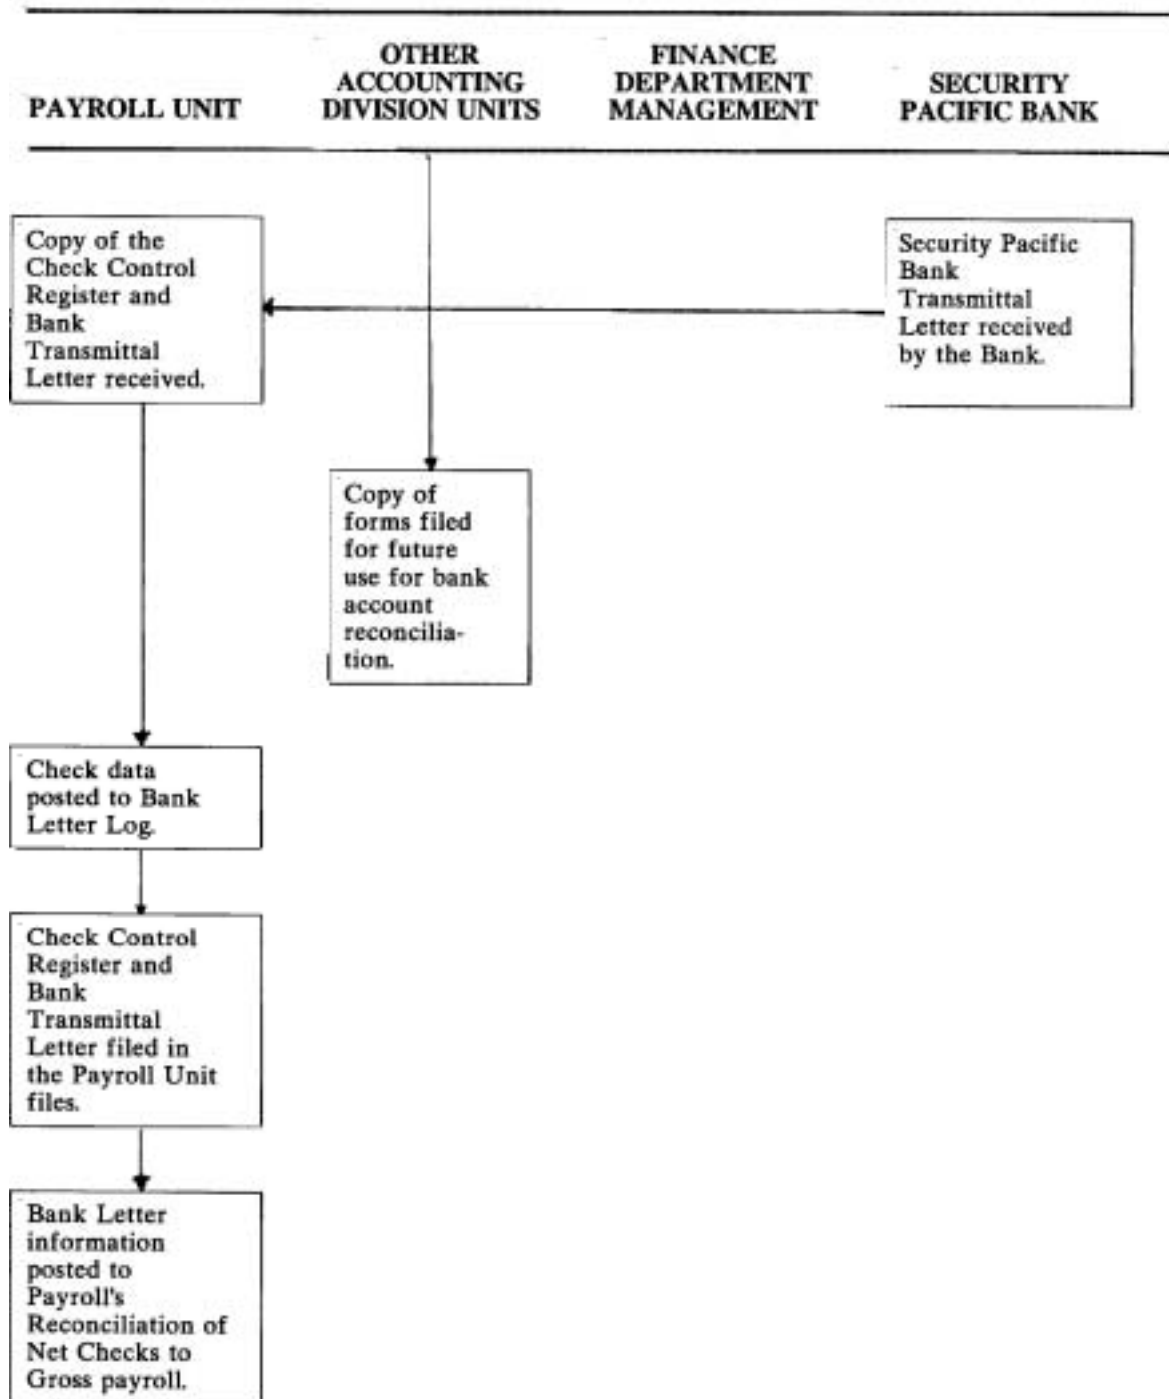 PAYROLL UNIT
OTHER
ACCOUNTING
DIVISION UNITS
FINANCE
DEPARTMENT
MANAGEMENT
SECURITY
PACIFIC BANK
Copy of the
Check Control
Register and
Bank
Transmittal
Letter received.
Security Pacific
Bank
Transmittal
Letter received
by the Bank.
Copy of
forms filed
for future
use for bank
account
reconcilia-
tion.
Check data
posted to Bank
Letter Log.
Check Control
Register and
Bank
Transmittal
Letter filed in
the Payroll Unit
files.
Bank Letter
information
posted to
Payroll's
Reconciliation of
Net Checks to
Gross payroll.